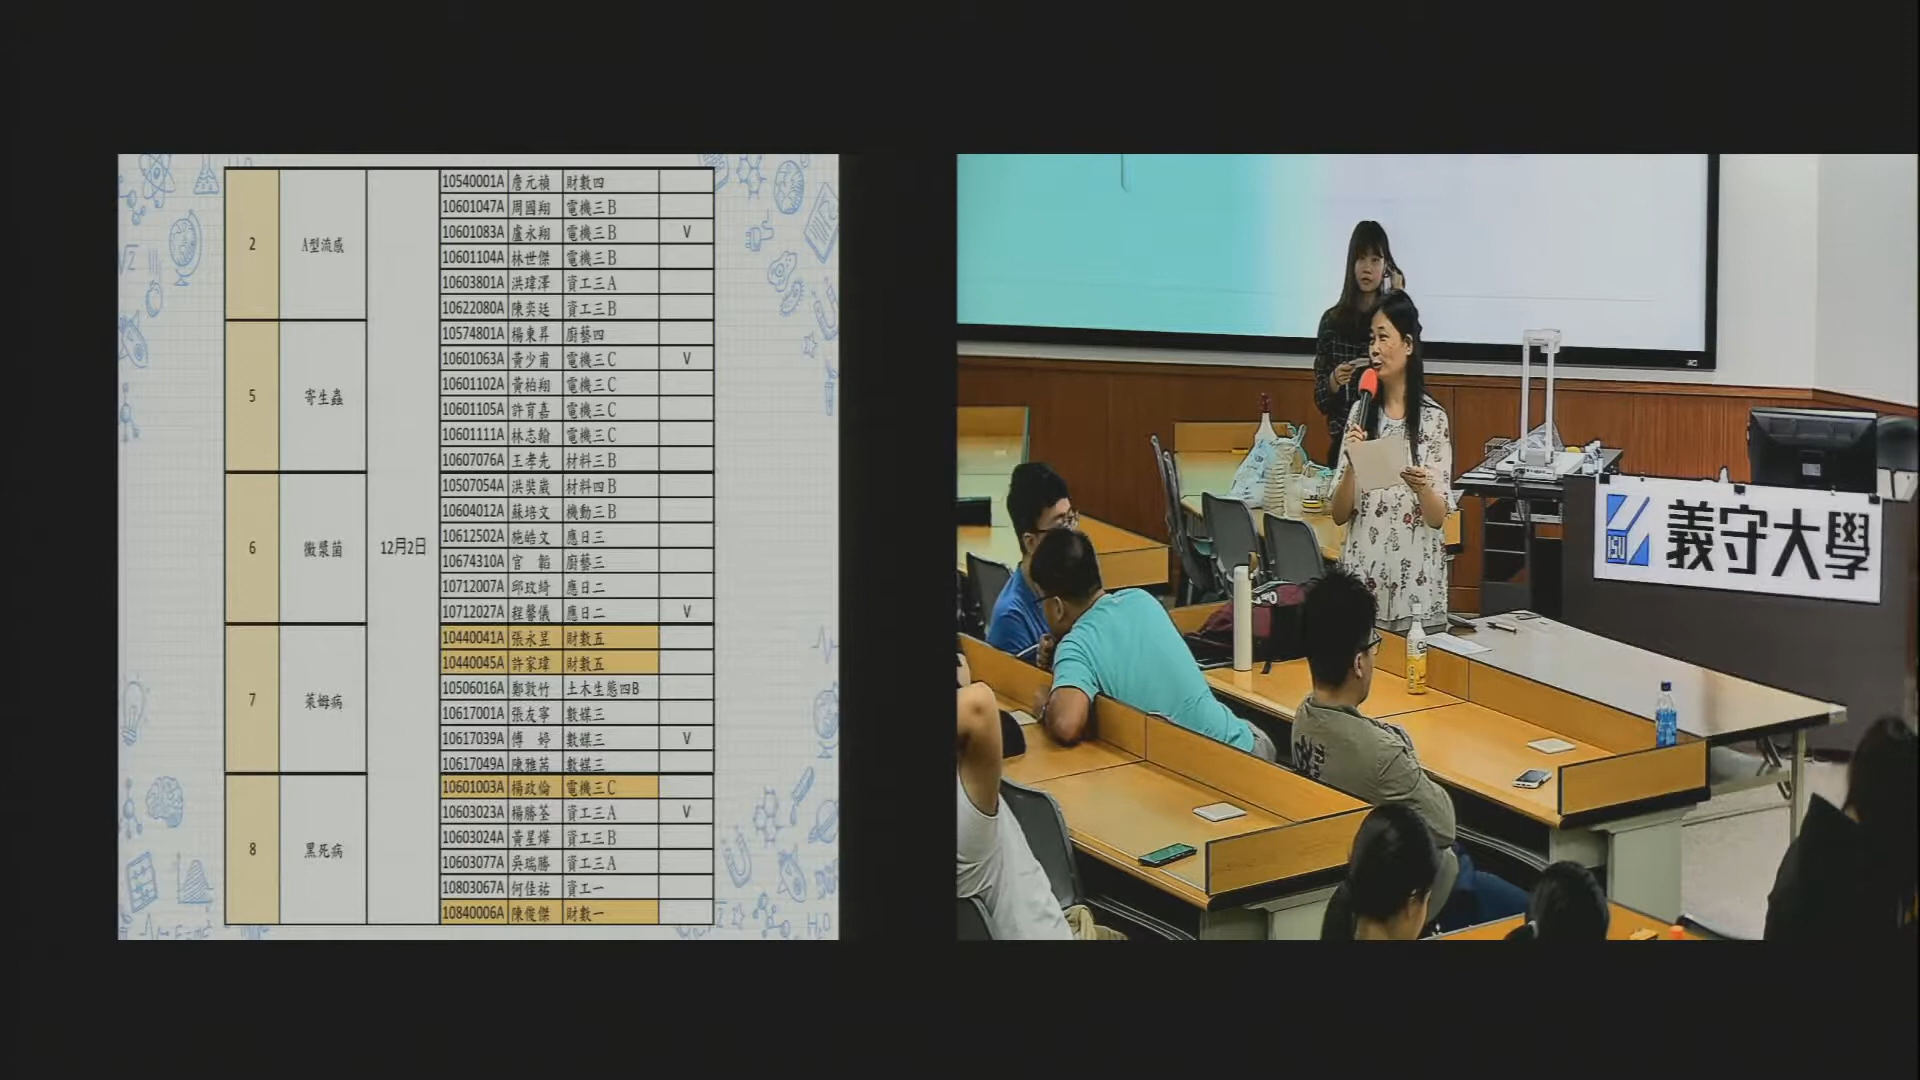 10540001A 詹元禎 財數四
10601047A 周國翔 電機三B
2 A型流感 10601083A 盧永翔 電機三B V
10601104A 林世傑 電機三B
10603801A 洪瑋澤 資工三A
10622080A 陳奕廷 資工三B
10574801A 楊東昇 廚藝四
10601063A 黃少甫 電機三C V
5 寄生蟲 10601102A 黃柏翔 電機三C
10601105A 許育嘉 電機三C
10601111A 林志翰 電機三C
10607076A 王孝先 材料三B
10507054A 洪奘崴 材料四B
10604012A 蘇培文 機動三B
6 黴漿菌 12月2日 10612502A 施皓文 應日三
10674310A 官 韜 廚藝三
10712007A 邱玟綺 應日二
10712027A 程馨儀 應日二 V
10440041A 張永昱 財數五
10440045A 許家瑋 財數五
7 萊姆病 10506016A 鄭敦竹 土木生態四B
10617001A 張友寧 數媒三
10617039A 傅 婷 數媒三 V
10617049A 陳雅茜 數媒三
10601003A 楊政倫 電機三C
10603023A 楊勝荃 資工三A V
8 黑死病 10603024A 黃星燁 資工三B
10603077A 吳瑞勝 資工三A
10803067A 何佳祐 資工一
10840006A 陳俊傑 財數一
ISU 義守大學